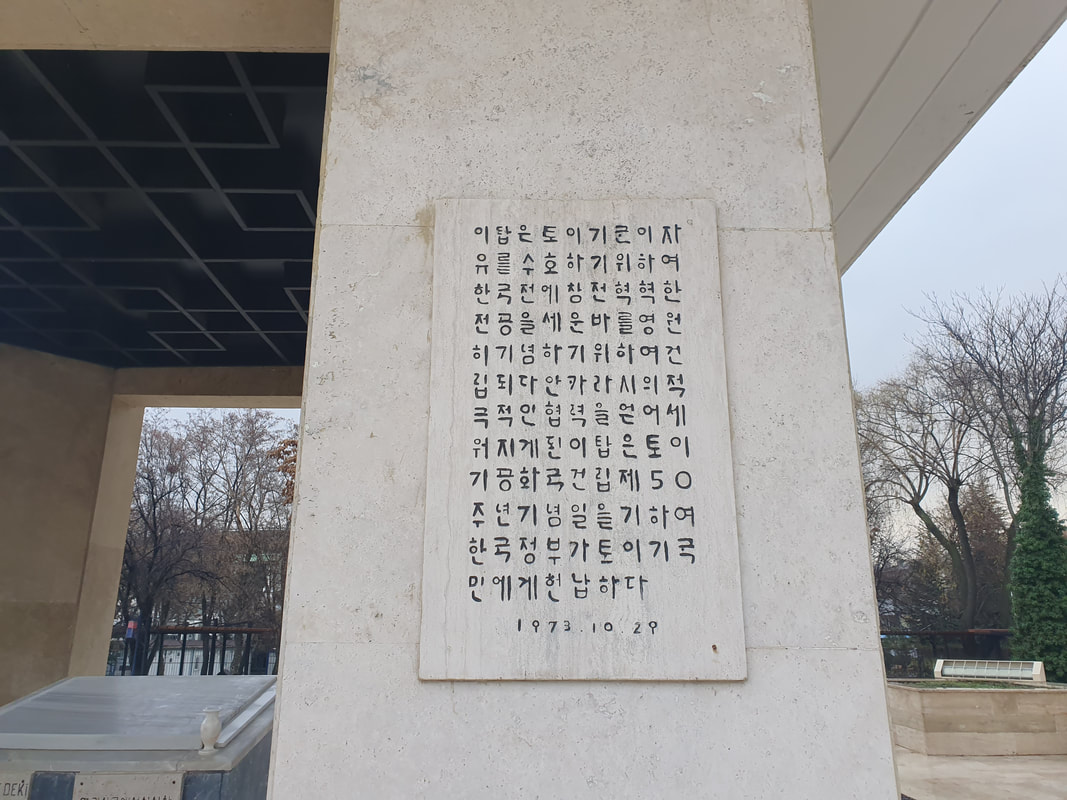 이탑은토이기군이자
유를수호하기위하여
한국전에참전혁혁한
전공을세운바를영원
히기념하기위하여건
립되다안카라시의적
극적인협력을얻어세
워지게된이탑은토이
기공화국건립제50
주년기념일을기하여
한국정부가토이기국
민에게헌납하다
1973.10 29
DEKİ